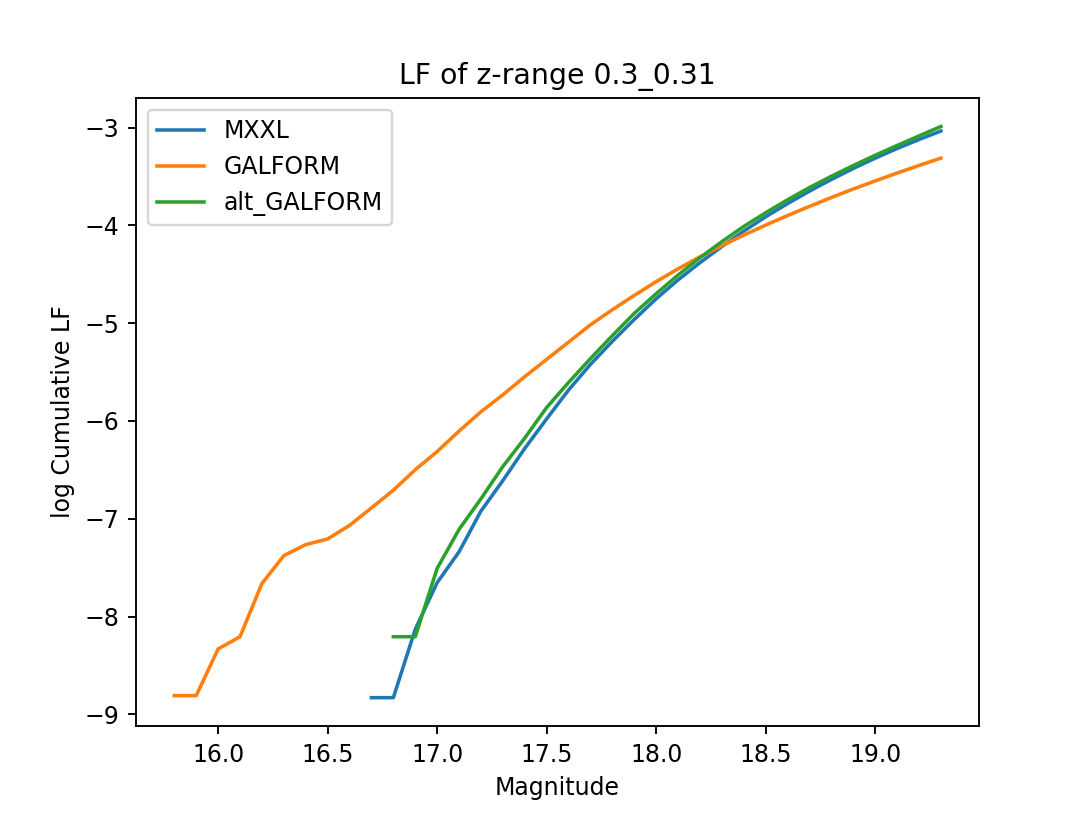 LF of z-range 0.3_0.31
MXXL
GALFORM
alt_GALFORM
log Cumulative LF
−3
−4
−5
−6
−7
−8
−9
16.0 16.5 17.0 17.5 18.0 18.5 19.0
Magnitude